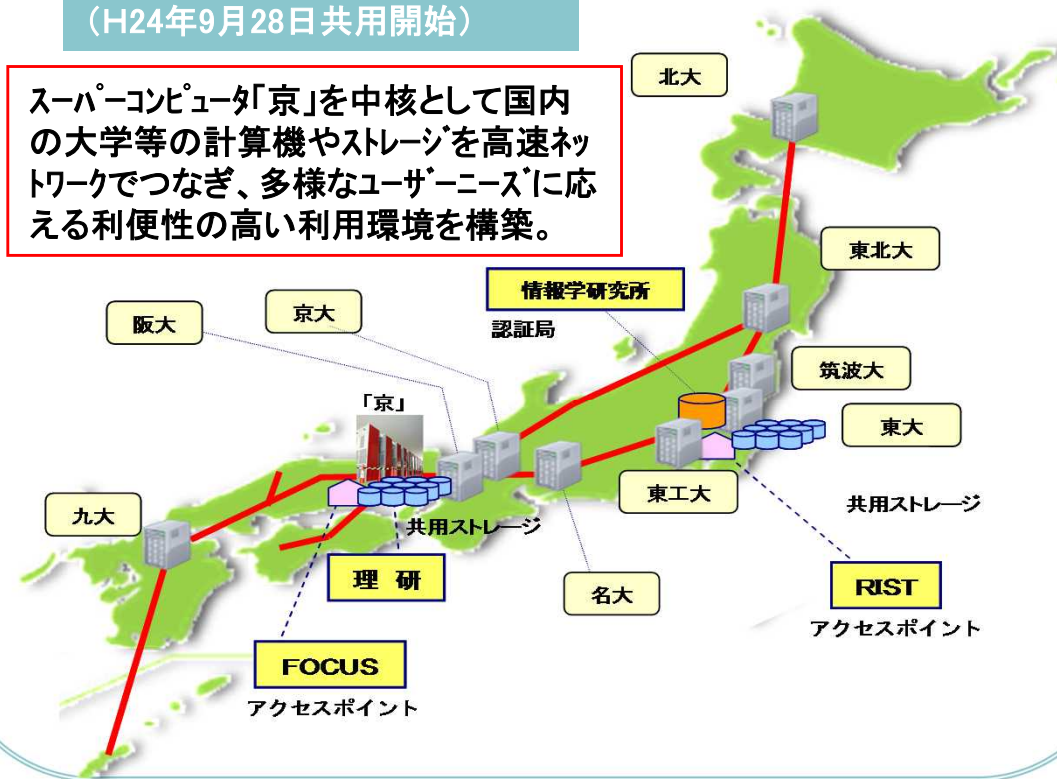 （H24年9月28日共用開始）
スーパーコンピュータ「京」を中核として国内
の大学等の計算機やストレージを高速ネッ
トワークでつなぎ、多様なユーザーニーズに応
える利便性の高い利用環境を構築。
北大
東北大
情報学研究所
認証局
京大
阪大
筑波大
「京」
東大
東工大
共用ストレージ
九大
共用ストレージ
理 研
名大
RIST
アクセスポイント
FOCUS
アクセスポイント